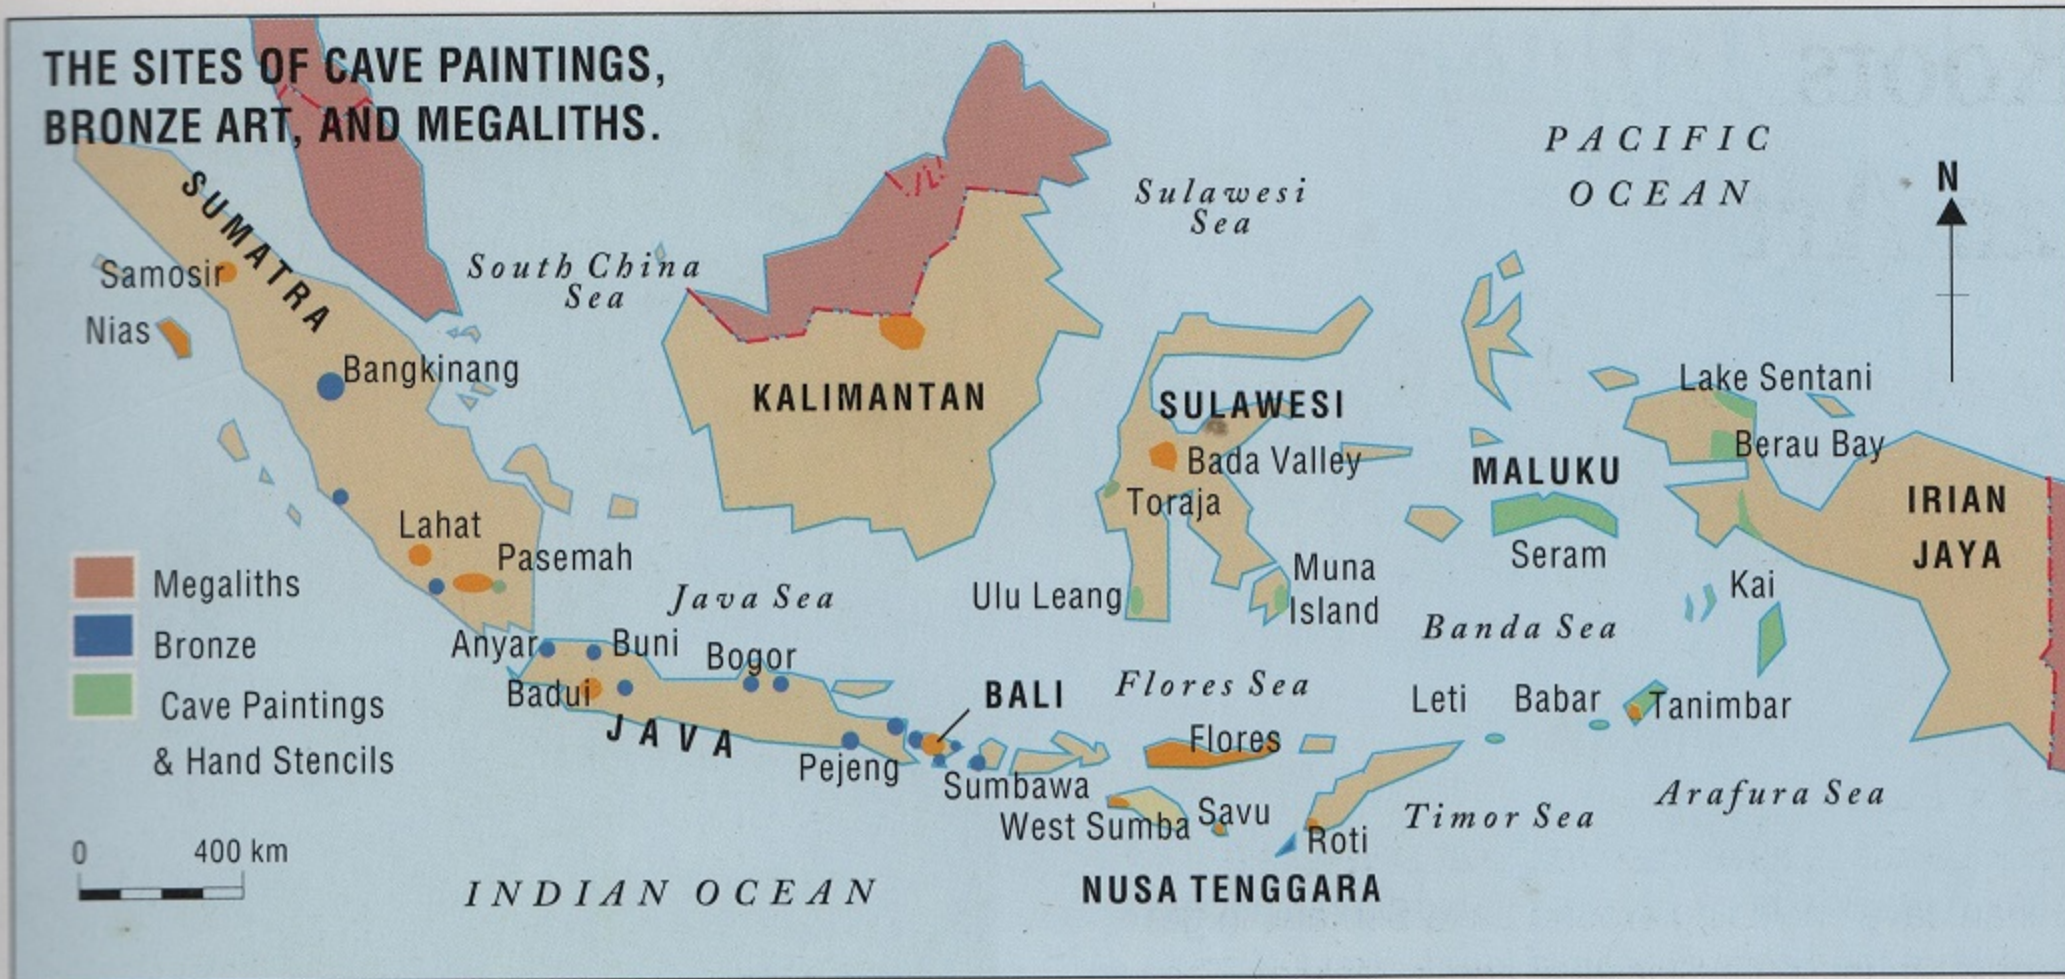 THE SITES OF CAVE PAINTINGS,
BRONZE ART, AND MEGALITHS.
PACIFIC
OCEAN
N
SUMATRA
Sulawesi
Sea
Samosir
South China
Sea
Nias
Bangkinang
KALIMANTAN
SULAWESI
Lake Sentani
Bada Valley
Berau Bay
MALUKU
Toraja
IRIAN
JAYA
Lahat
Pasemah
Seram
Megaliths
Java Sea
Ulu Leang
Muna
Island
Kai
Banda Sea
Bronze
Anyar
Buni
Bogor
Cave Paintings
& Hand Stencils
Badui
JAVA
BALI
Flores Sea
Leti
Babar
Tanimbar
Flores
Pejeng
Sumbawa
West Sumba
Savu
Timor Sea
Arafura Sea
Roti
0
400 km
INDIAN OCEAN
NUSA TENGGARA